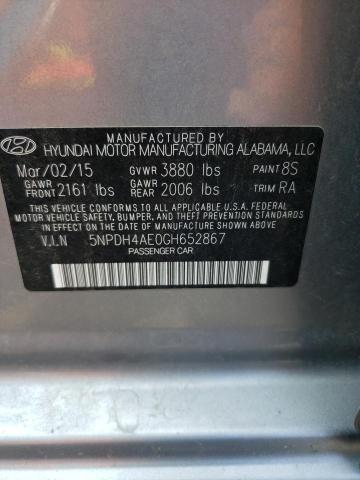 MANUFACTURED BY
HYUNDAI MOTOR MANUFACTURING ALABAMA, LLC
Mar/02/15 GVWR 3880 lbs PAINT 8S
GAWR FRONT 2161 lbs GAWR REAR 2006 lbs TRIM RA
THIS VEHICLE CONFORMS TO ALL APPLICABLE U.S. FEDERAL
MOTOR VEHICLE SAFETY, BUMPER, AND THEFT PREVENTION
STANDARDS IN EFFECT ON THE DATE OF MANUFACTURE SHOWN
ABOVE.
V.I.N 5NPDH4AE0GH652867
PASSENGER CAR